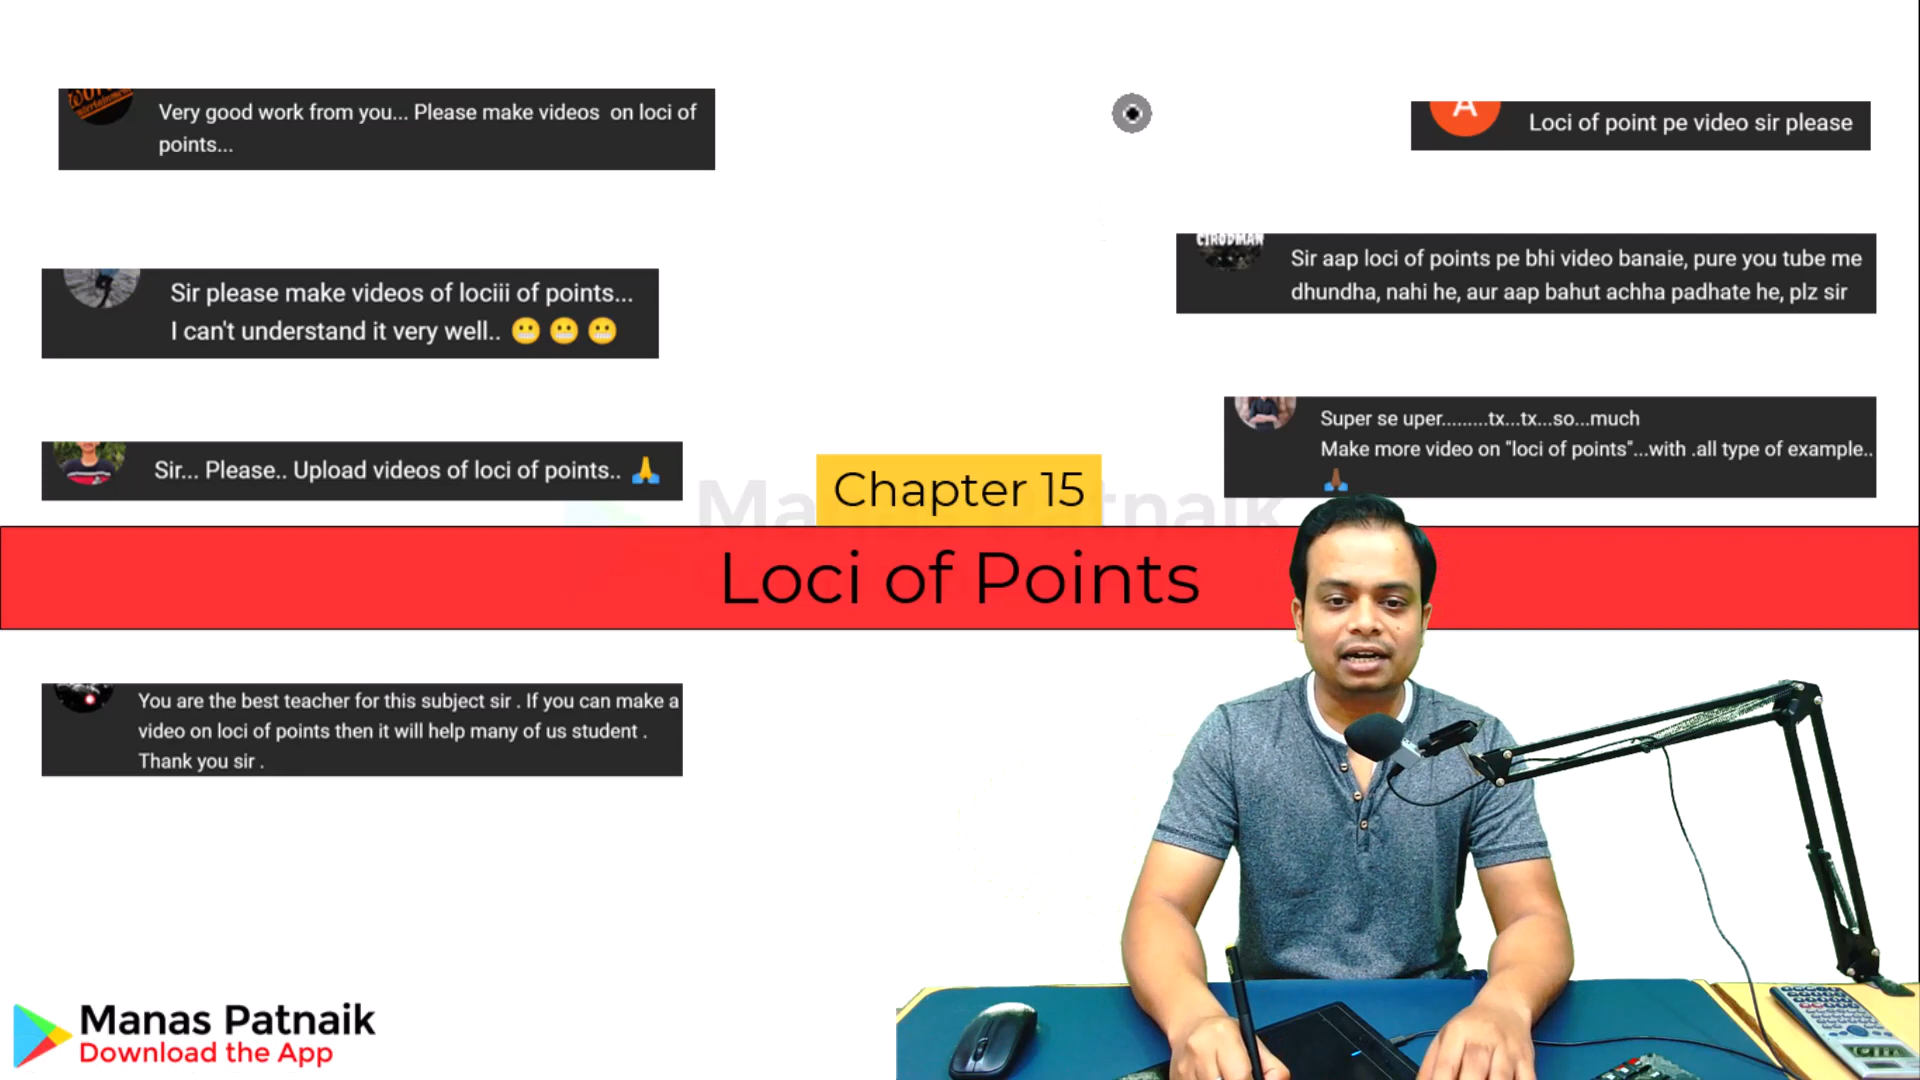 Very good work from you... Please make videos on loci of
points...
Loci of point pe video sir please
A
Sir aap loci of points pe bhi video banaie, pure you tube me
dhundha, nahi he, aur aap bahut achha padhate he, plz sir
Sir please make videos of lociii of points...
I can't understand it very well.. 😬 😬 😬
Super se uper.........tx...tx...so...much
Make more video on "loci of points"...with .all type of example..
🙏🏾
Sir... Please.. Upload videos of loci of points.. 🙏
Chapter 15
Manas Patnaik
Loci of Points
You are the best teacher for this subject sir . If you can make a
video on loci of points then it will help many of us student .
Thank you sir .
Manas Patnaik
Download the App